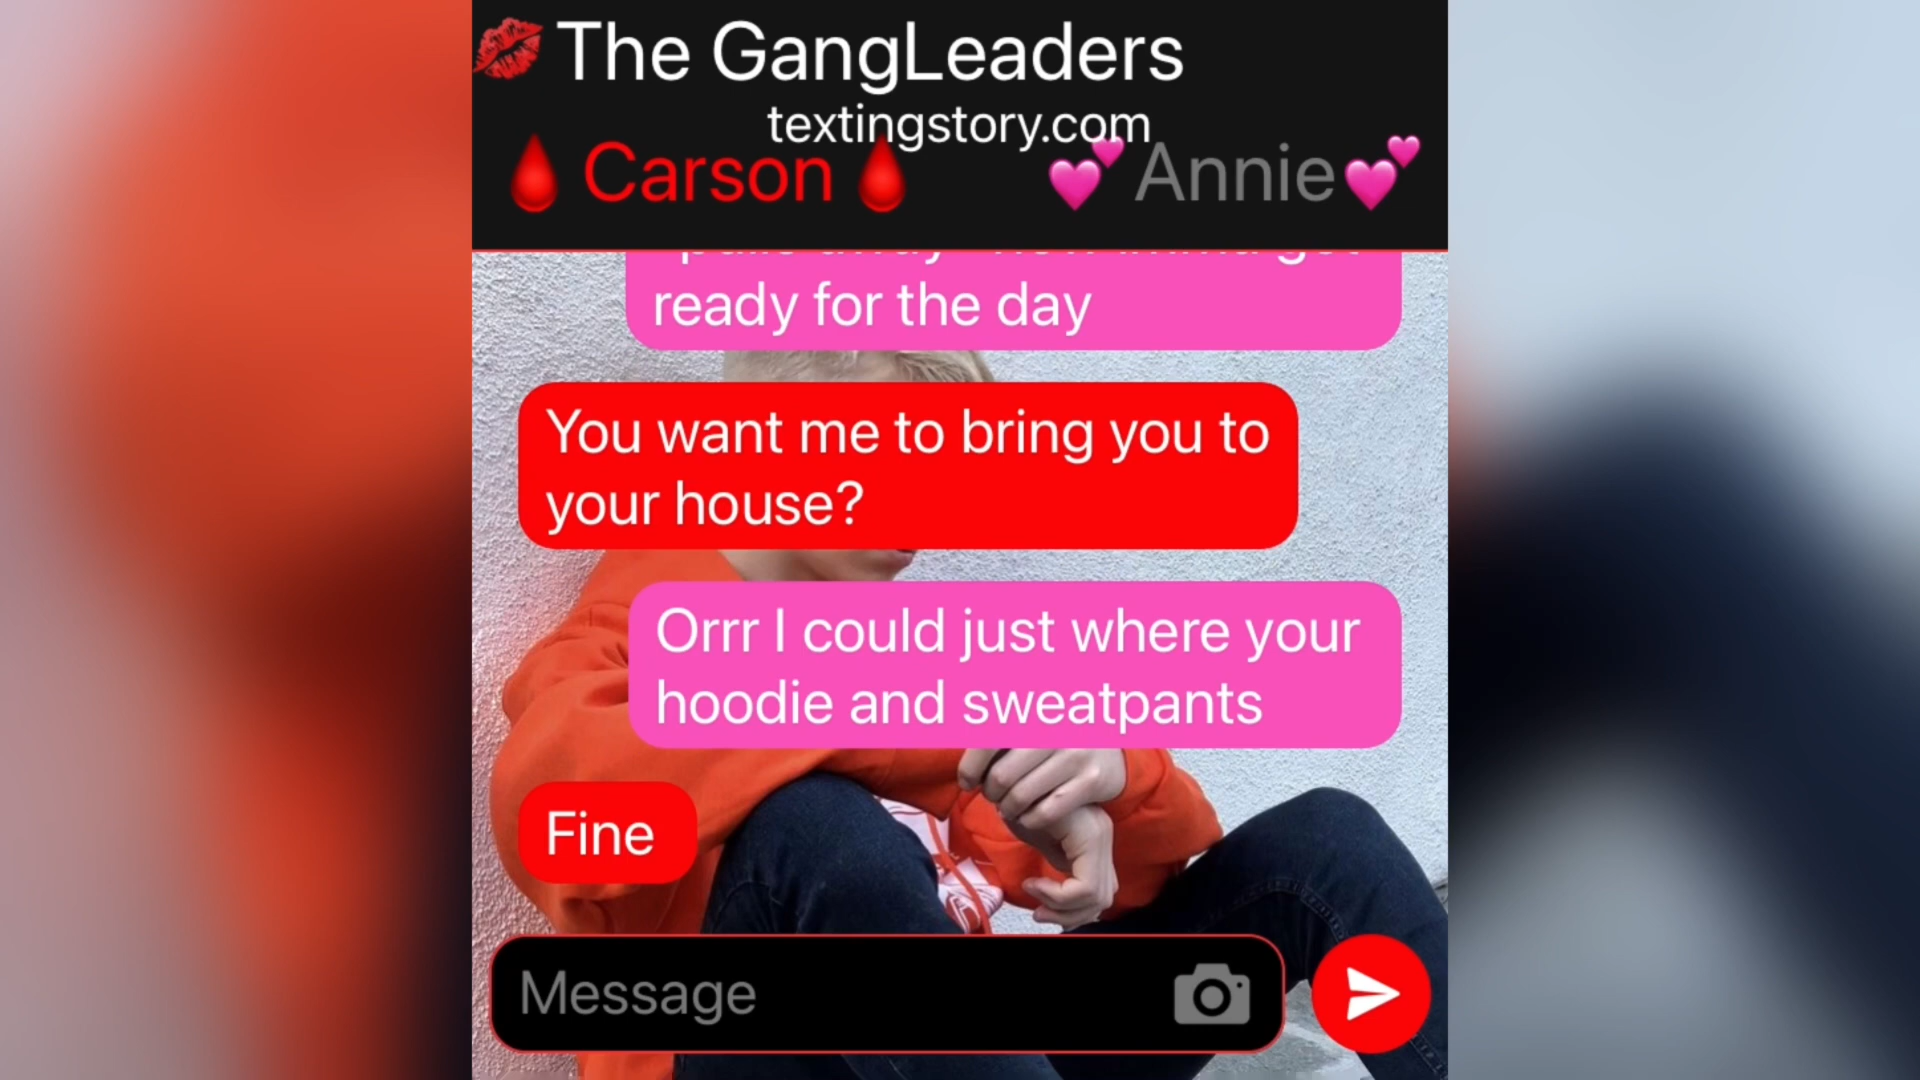 The GangLeaders
textingstory.com
Carson
Annie
ready for the day
You want me to bring you to
your house?
Orrr I could just where your
hoodie and sweatpants
Fine
Message